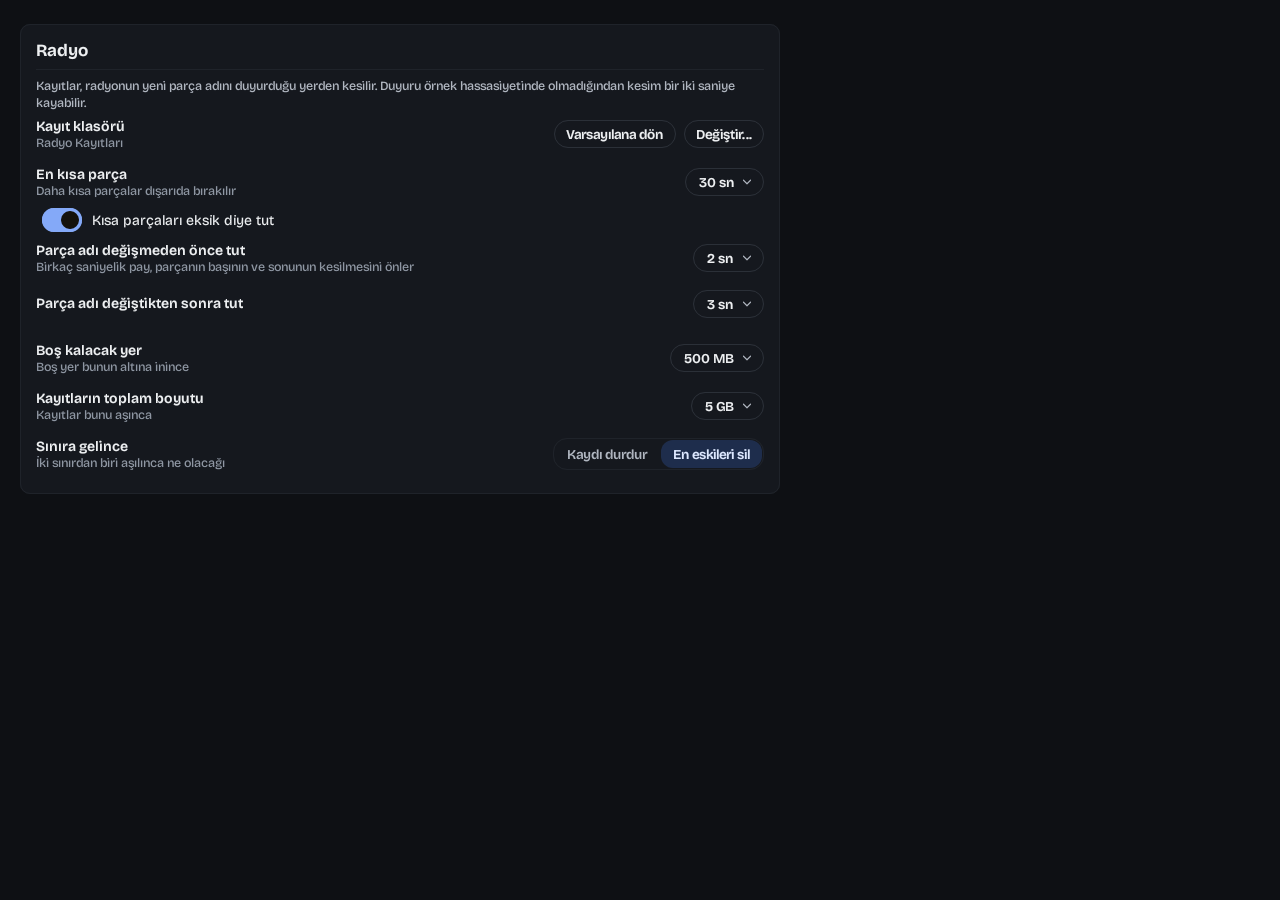 Radyo
Kayıtlar, radyonun yeni parça adını duyurduğu yerden kesilir. Duyuru örnek hassasiyetinde olmadığından kesim bir iki saniye
kayabilir.
Kayıt klasörü
Radyo Kayıtları
Varsayılana dön
Değiştir...
En kısa parça
Daha kısa parçalar dışarıda bırakılır
30 sn
Kısa parçaları eksik diye tut
Parça adı değişmeden önce tut
Birkaç saniyelik pay, parçanın başının ve sonunun kesilmesini önler
2 sn
Parça adı değiştikten sonra tut
3 sn
Boş kalacak yer
Boş yer bunun altına inince
500 MB
Kayıtların toplam boyutu
Kayıtlar bunu aşınca
5 GB
Sınıra gelince
İki sınırdan biri aşılınca ne olacağı
Kaydı durdur
En eskileri sil